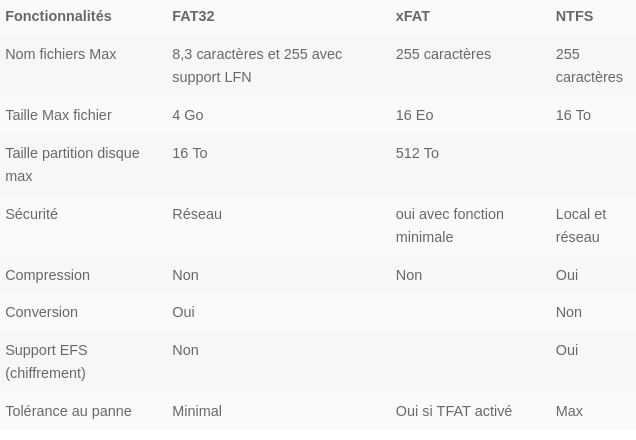 Fonctionnalités FAT32 xFAT NTFS
Nom fichiers Max 8,3 caractères et 255 avec 255 caractères 255
support LFN caractères
Taille Max fichier 4 Go 16 Eo 16 To
Taille partition disque 16 To 512 To
max
Sécurité Réseau oui avec fonction Local et
minimale réseau
Compression Non Non Oui
Conversion Oui Non
Support EFS Non Oui
(chiffrement)
Tolérance au panne Minimal Oui si TFAT activé Max